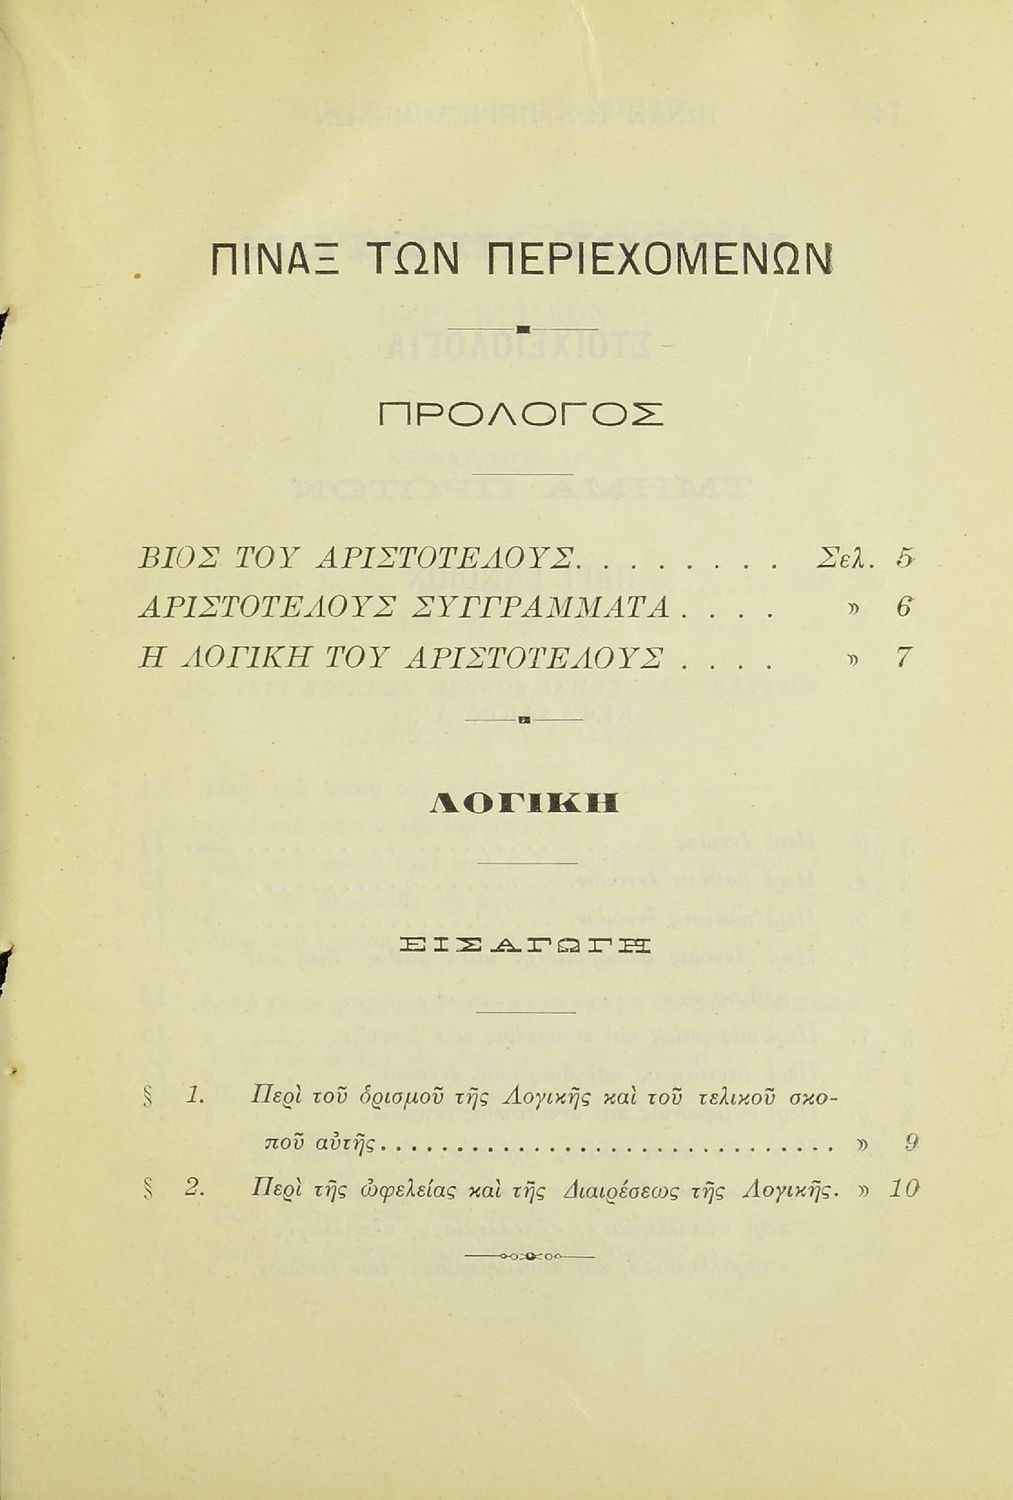 ΠΙΝΑΞ ΤΩΝ ΠΕΡΙΕΧΟΜΕΝΩΝ
ΠΡΟΛΟΓΟΣ
ΒΙΟΣ ΤΟΥ ΑΡΙΣΤΟΤΕΛΟΥΣ. . . . . . . . . Σελ. 5
ΑΡΙΣΤΟΤΕΛΟΥΣ ΣΥΓΓΡΑΜΜΑΤΑ . . . . » 6
Η ΛΟΓΙΚΗ ΤΟΥ ΑΡΙΣΤΟΤΕΛΟΥΣ . . . . » 7
ΛΟΓΙΚΗ
ΕΙΣΑΓΩΓΗ
§ 1. Περὶ τοῦ ὁρισμοῦ τῆς Λογικῆς καὶ τοῦ τελικοῦ σκο-
ποῦ αὐτῆς. . . . . . . . . . . . . . . . . . . . . . . . . . . . . . » 9
§ 2. Περὶ τῆς ὠφελείας καὶ τῆς Διαιρέσεως τῆς Λογικῆς. » 10